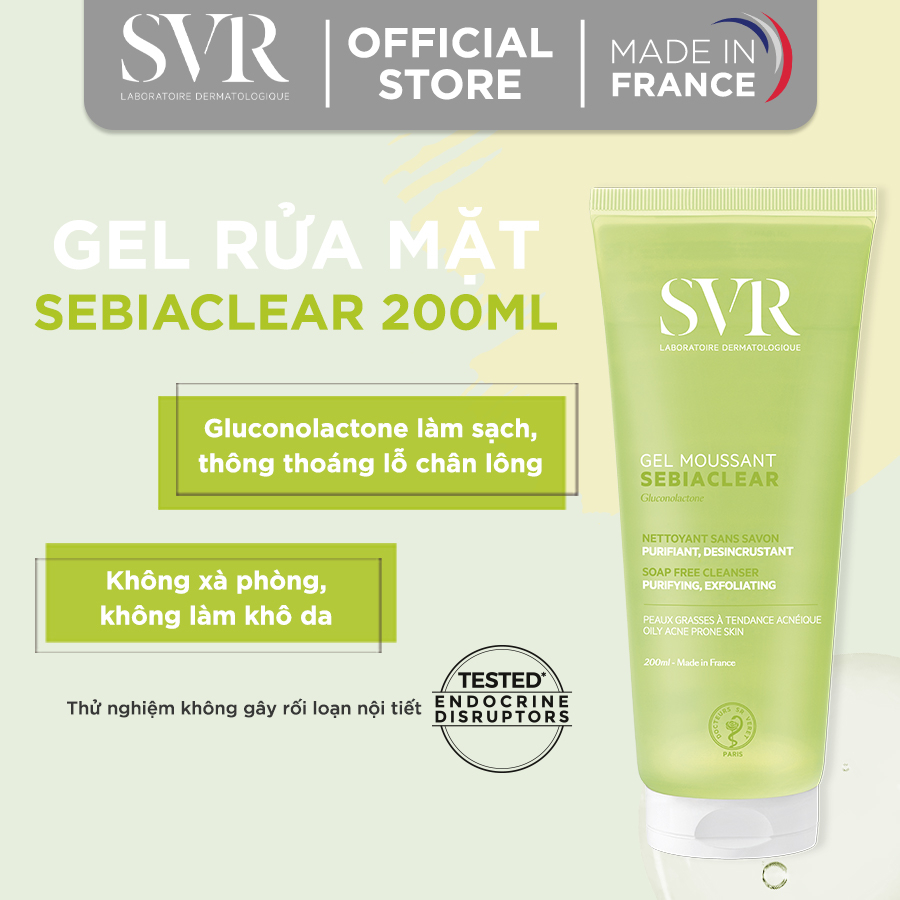 SVR
LABORATOIRE DERMATOLOGIQUE
OFFICIAL
STORE
MADE IN
FRANCE
GEL RỬA MẶT
SEBIACLEAR 200ML
Gluconolactone làm sạch,
thông thoáng lỗ chân lông
Không xà phòng,
không làm khô da
Thử nghiệm không gây rối loạn nội tiết
TESTED*
ENDOCRINE
DISRUPTORS
SVR
LABORATOIRE DERMATOLOGIQUE
GEL MOUSSANT
SEBIACLEAR
Gluconolactone
NETTOYANT SANS SAVON
PURIFIANT, DESINCRUSTANT
SOAP FREE CLEANSER
PURIFYING, EXFOLIATING
PEAUX GRASSES À TENDANCE ACNÉIQUE
OILY ACNE PRONE SKIN
200ml - Made in France
DOCTEURS SR VERET
PARIS